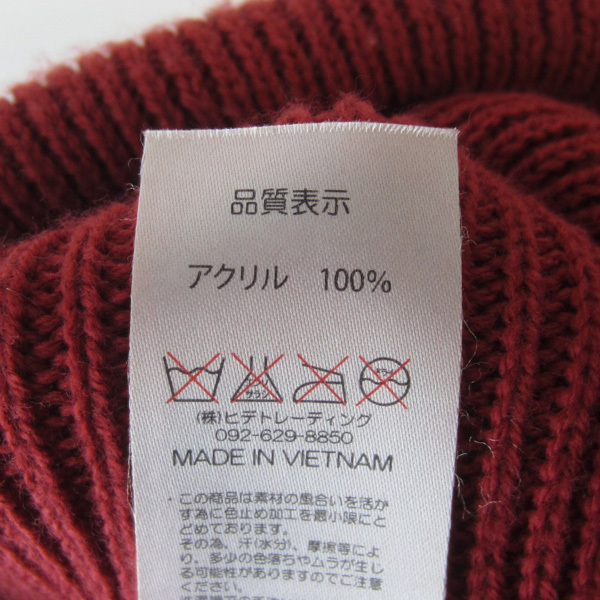 品質表示
アクリル 100%
サラシ
(株)ヒデトレーディング
092-629-8850
MADE IN VIETNAM
・この商品は素材の風合いを活か
す為に色止め加工を最小限にと
どめております。
その為、汗(水分)、摩擦等によ
り、多少の色落ちやムラが生じ
る可能性がありますのでご注意
ください。